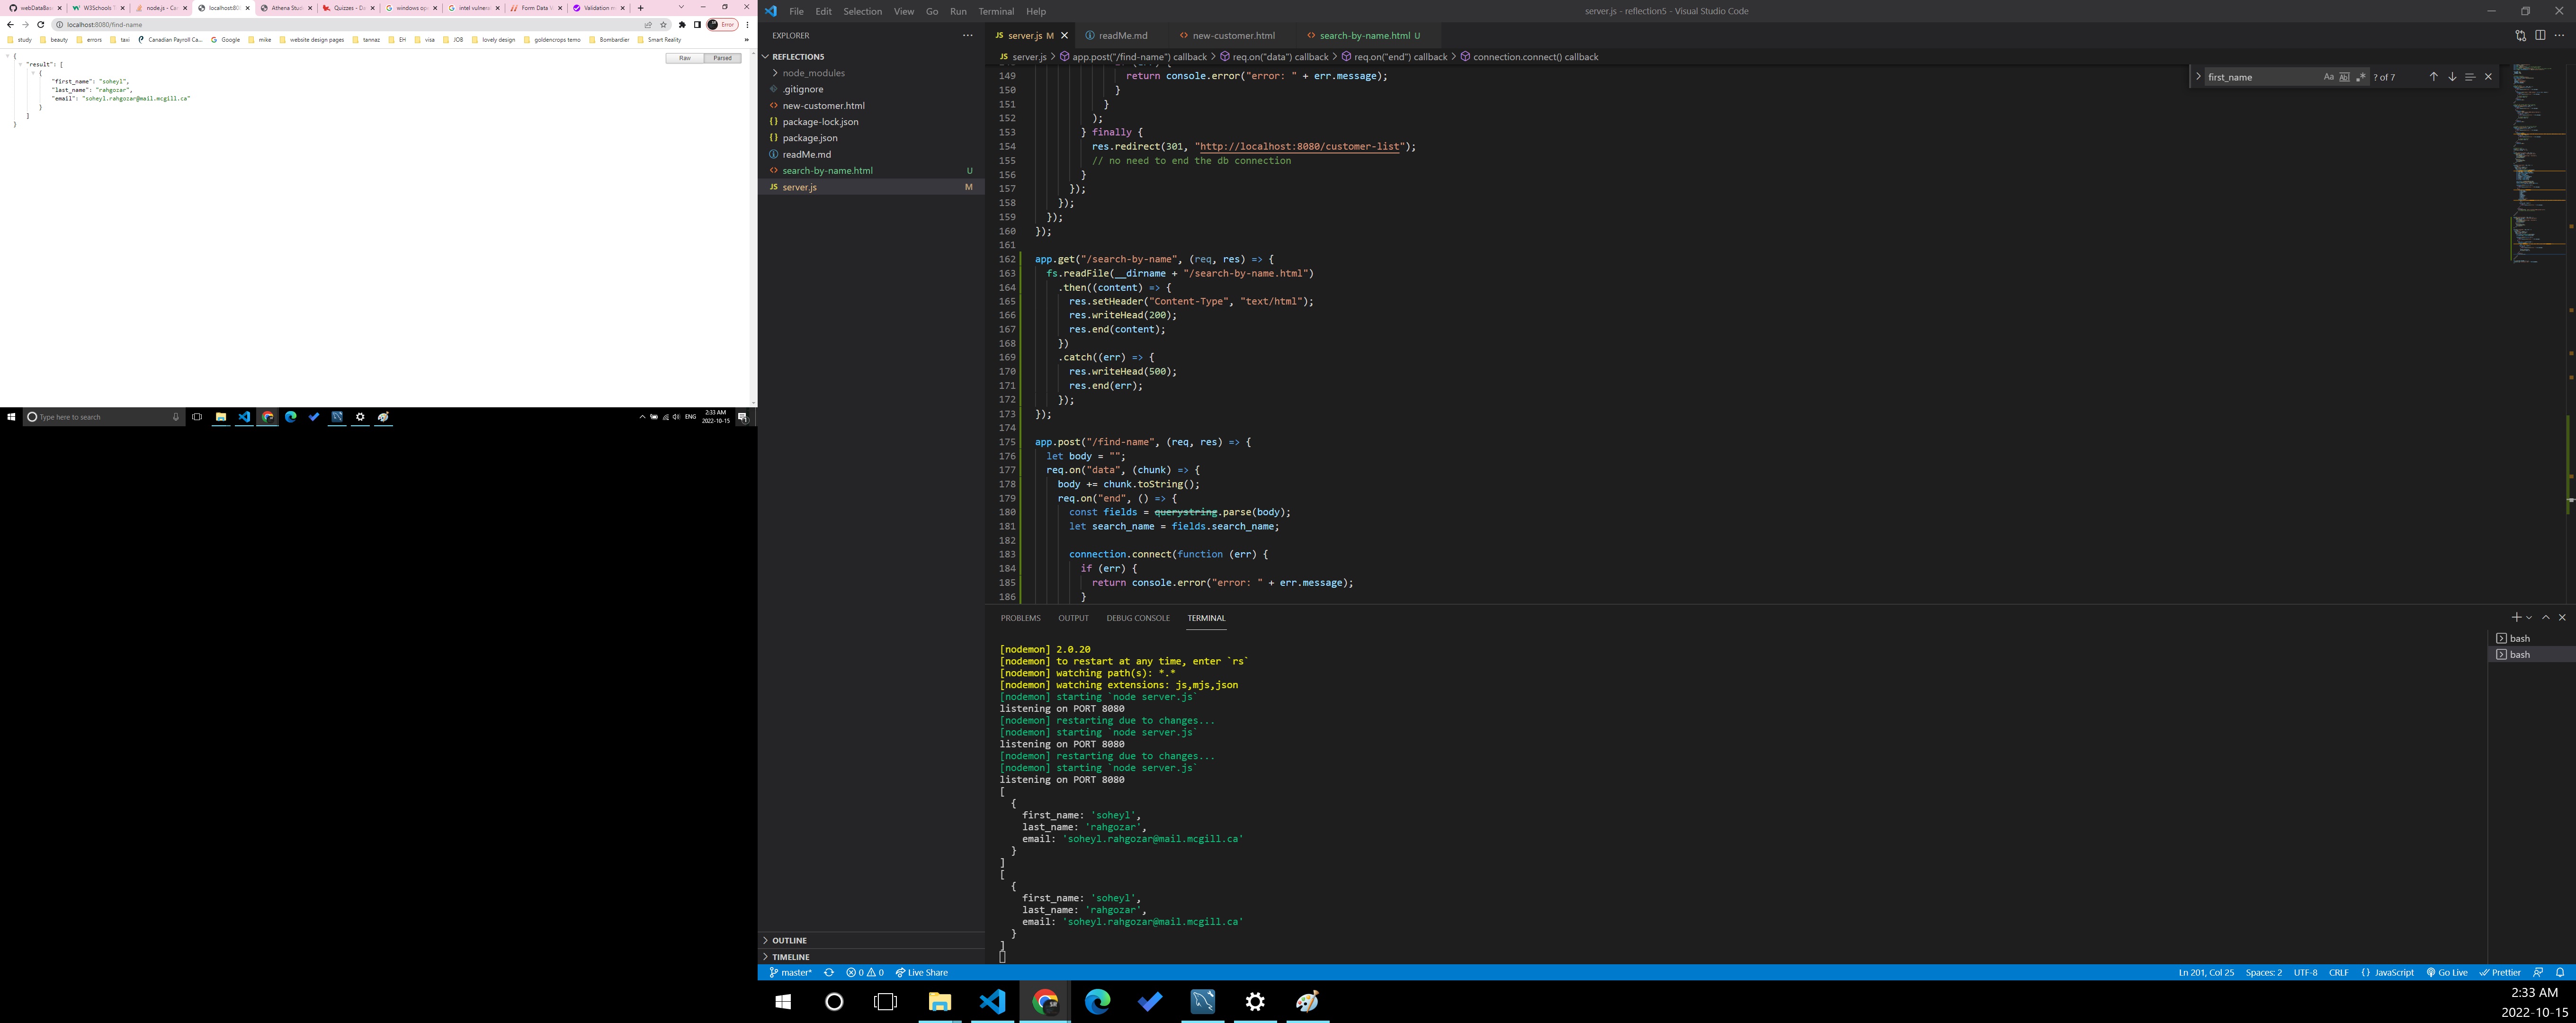 webDataBas
W3Schools T
node.js - Ca
localhost:808
Athena Stud
Quizzes - Da
windows op
intel vulnera
Form Data V
Validation m
localhost:8080/find-name
Error
study
beauty
errors
taxi
Canadian Payroll Ca...
Google
mike
website design pages
tannaz
EH
visa
JOB
lovely design
goldencrops temo
Bombardier
Smart Reality
»
Raw
Parsed
{
"result": [
{
"first_name": "soheyl",
"last_name": "rahgozar",
"email": "soheyl.rahgozar@mail.mcgill.ca"
}
]
}
Type here to search
ENG
2:33 AM
2022-10-15
File Edit Selection View Go Run Terminal Help
server.js - reflection5 - Visual Studio Code
EXPLORER
REFLECTION5
node_modules
.gitignore
new-customer.html
package-lock.json
package.json
readMe.md
search-by-name.html U
server.js M
OUTLINE
TIMELINE
JS server.js M
readMe.md
new-customer.html
search-by-name.html U
JS server.js > app.post("/find-name") callback > req.on("data") callback > req.on("end") callback > connection.connect() callback
first_name
Aa
? of 7
149 return console.error("error: " + err.message);
150 }
151 }
152 );
153 } finally {
154 res.redirect(301, "http://localhost:8080/customer-list");
155 // no need to end the db connection
156 }
157 });
158 });
159 });
160 });
161
162 app.get("/search-by-name", (req, res) => {
163 fs.readFile(__dirname + "/search-by-name.html")
164 .then((content) => {
165 res.setHeader("Content-Type", "text/html");
166 res.writeHead(200);
167 res.end(content);
168 })
169 .catch((err) => {
170 res.writeHead(500);
171 res.end(err);
172 });
173 });
174
175 app.post("/find-name", (req, res) => {
176 let body = "";
177 req.on("data", (chunk) => {
178 body += chunk.toString();
179 req.on("end", () => {
180 const fields = querystring.parse(body);
181 let search_name = fields.search_name;
182
183 connection.connect(function (err) {
184 if (err) {
185 return console.error("error: " + err.message);
186 }
PROBLEMS OUTPUT DEBUG CONSOLE TERMINAL
bash
bash
[nodemon] 2.0.20
[nodemon] to restart at any time, enter `rs`
[nodemon] watching path(s): *.*
[nodemon] watching extensions: js,mjs,json
[nodemon] starting `node server.js`
listening on PORT 8080
[nodemon] restarting due to changes...
[nodemon] starting `node server.js`
listening on PORT 8080
[nodemon] restarting due to changes...
[nodemon] starting `node server.js`
listening on PORT 8080
[
{
first_name: 'soheyl',
last_name: 'rahgozar',
email: 'soheyl.rahgozar@mail.mcgill.ca'
}
]
[
{
first_name: 'soheyl',
last_name: 'rahgozar',
email: 'soheyl.rahgozar@mail.mcgill.ca'
}
]
master* 0 0 Live Share
Ln 201, Col 25 Spaces: 2 UTF-8 CRLF {} JavaScript Go Live Prettier
2:33 AM
2022-10-15